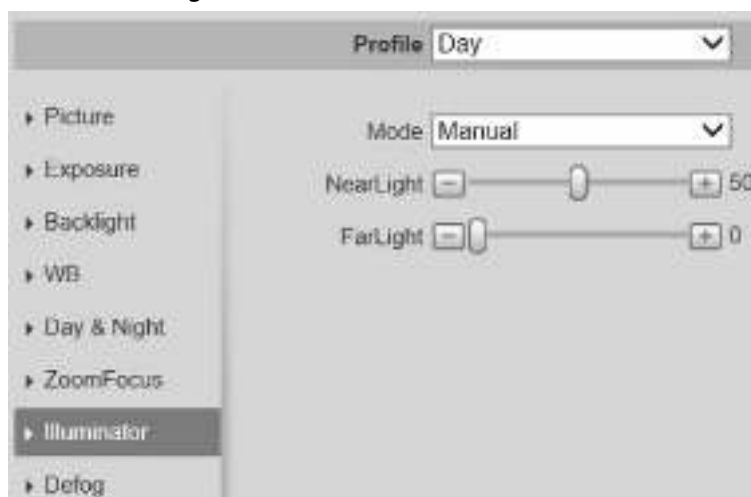 Profile Day
Picture
Mode Manual
Exposure
NearLight 50
Backlight
FarLight 0
WB
Day & Night
ZoomFocus
Illuminator
Defog